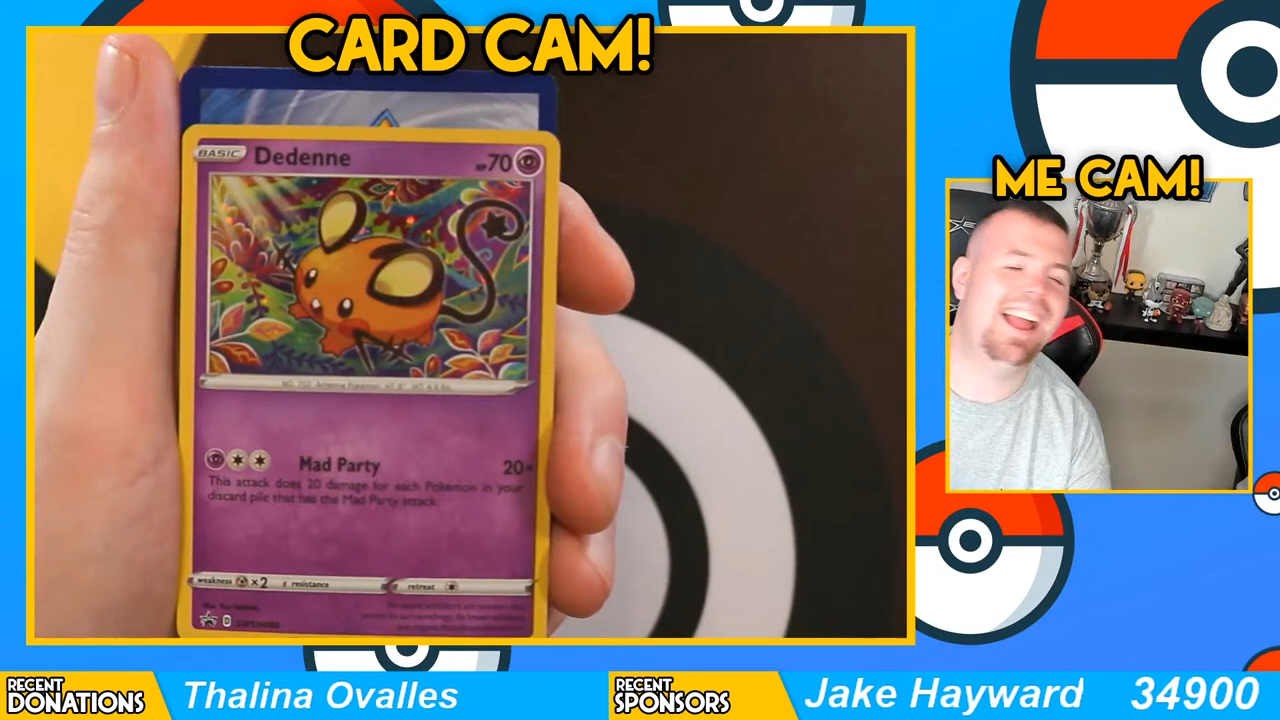 CARD CAM!
ME CAM!
BASIC Dedenne 70
Mad Party 20×
This attack does 20 damage for each Pokémon in your
discard pile that has the Mad Party attack.
weakness ×2 resistance retreat
RECENT
DONATIONS
Thalina Ovalles
RECENT
SPONSORS
Jake Hayward 34900